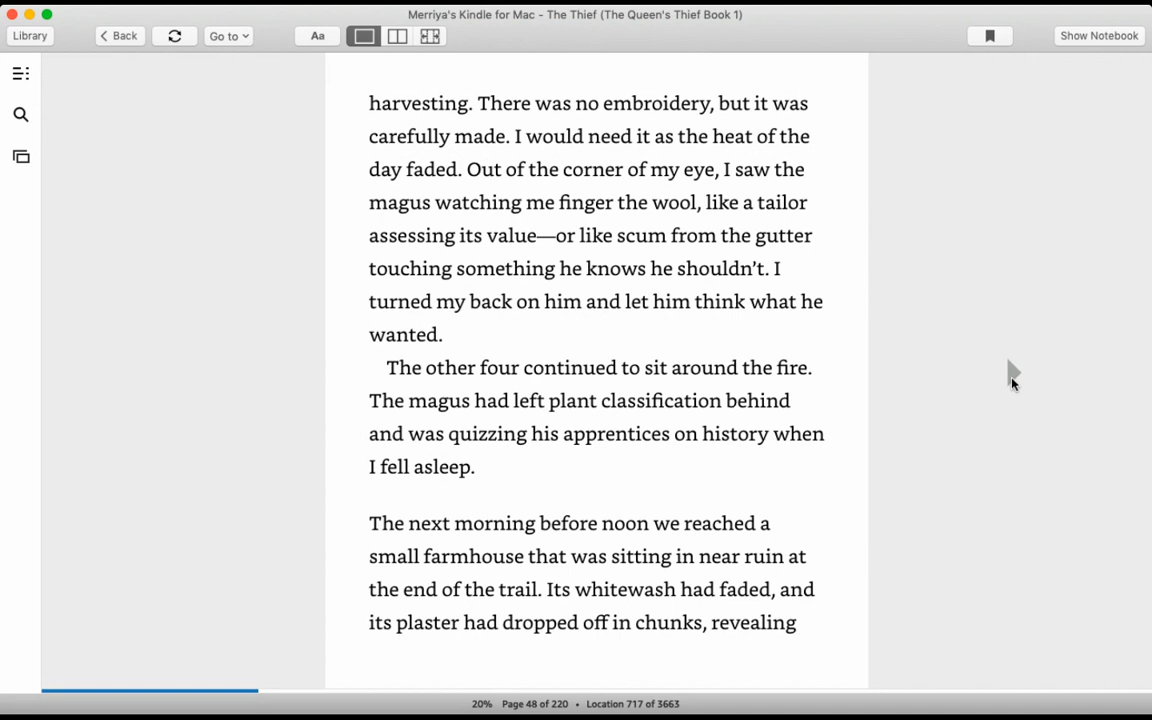 Merriya's Kindle for Mac - The Thief (The Queen's Thief Book 1)
Library
Back
Go to
Aa
Show Notebook
harvesting. There was no embroidery, but it was
carefully made. I would need it as the heat of the
day faded. Out of the corner of my eye, I saw the
magus watching me finger the wool, like a tailor
assessing its value—or like scum from the gutter
touching something he knows he shouldn't. I
turned my back on him and let him think what he
wanted.
The other four continued to sit around the fire.
The magus had left plant classification behind
and was quizzing his apprentices on history when
I fell asleep.
The next morning before noon we reached a
small farmhouse that was sitting in near ruin at
the end of the trail. Its whitewash had faded, and
its plaster had dropped off in chunks, revealing
20% Page 48 of 220 • Location 717 of 3663